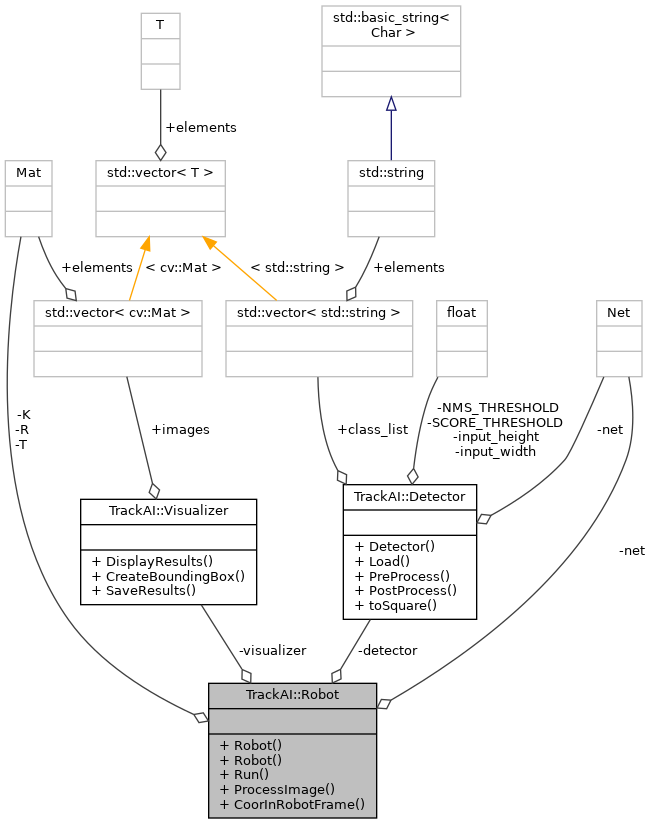 T
std::basic_string<
Char >
+elements
Mat
std::vector< T >
std::string
+elements
< cv::Mat >
< std::string >
+elements
std::vector< cv::Mat >
std::vector< std::string >
float
Net
-K
-R
-T
+images
+class_list
-NMS_THRESHOLD
-SCORE_THRESHOLD
-input_height
-input_width
-net
TrackAI::Visualizer
+ DisplayResults()
+ CreateBoundingBox()
+ SaveResults()
TrackAI::Detector
+ Detector()
+ Load()
+ PreProcess()
+ PostProcess()
+ toSquare()
-net
-visualizer
-detector
TrackAI::Robot
+ Robot()
+ Robot()
+ Run()
+ ProcessImage()
+ CoorInRobotFrame()